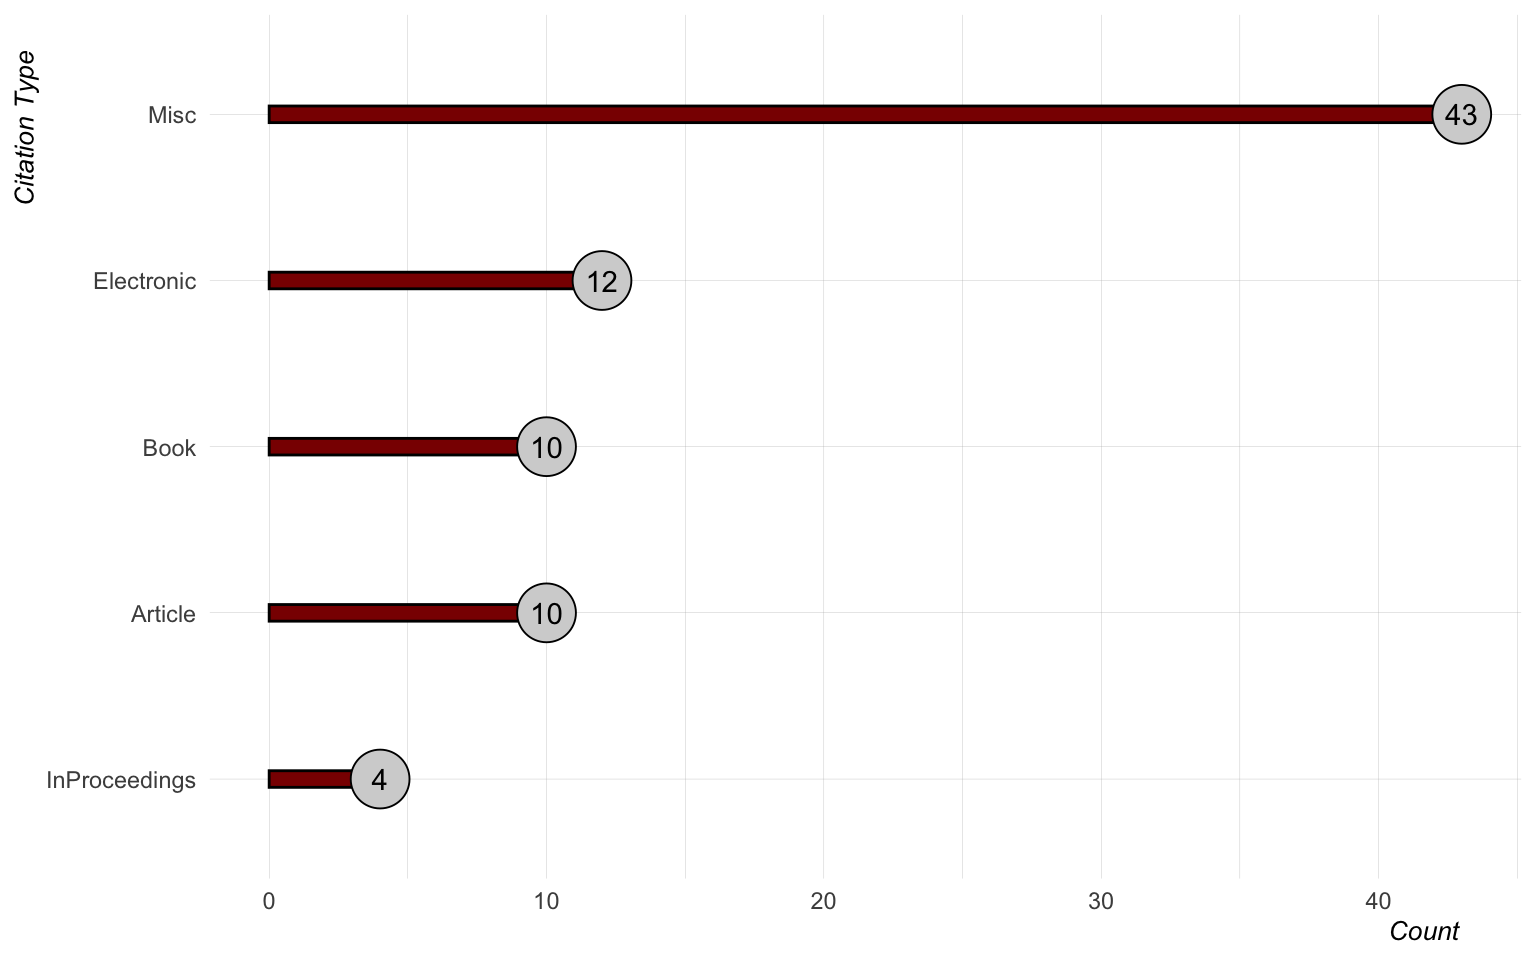 Citation Type
Misc 43
Electronic 12
Book 10
Article 10
InProceedings 4
0 10 20 30 40
Count